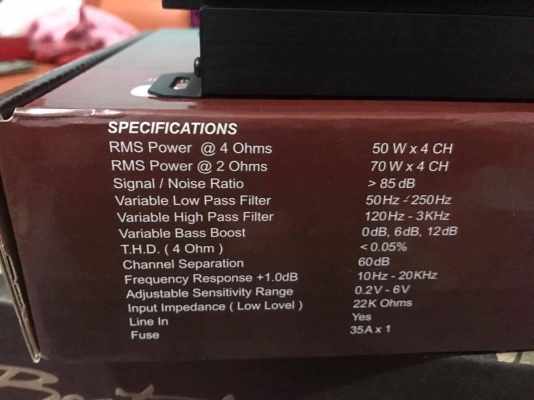 SPECIFICATIONS
RMS Power @ 4 Ohms 50 W x 4 CH
RMS Power @ 2 Ohms 70 W x 4 CH
Signal / Noise Ratio > 85 dB
Variable Low Pass Filter 50Hz - 250Hz
Variable High Pass Filter 120Hz - 3KHz
Variable Bass Boost 0dB, 6dB, 12dB
T.H.D. ( 4 Ohm ) < 0.05%
Channel Separation 60dB
Frequency Response +1.0dB 10Hz - 20KHz
Adjustable Sensitivity Range 0.2V - 6V
Input Impedance ( Low Lovel ) 22K Ohms
Line In Yes
Fuse 35A x 1